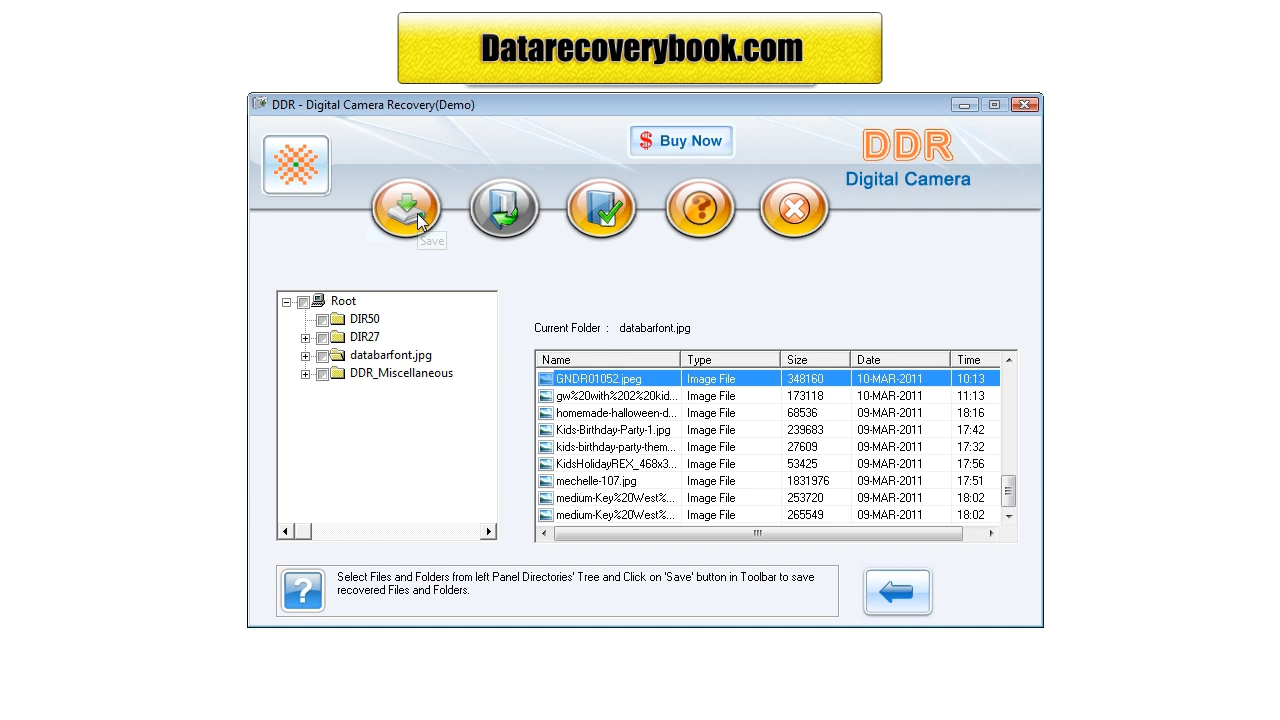 Datarecoverybook.com
DDR - Digital Camera Recovery(Demo)
$ Buy Now
DDR
Digital Camera
Save
Root
DIR50
DIR27
databarfont.jpg
DDR_Miscellaneous
Current Folder : databarfont.jpg
Name Type Size Date Time
GNDR01052.jpeg Image File 348160 10-MAR-2011 10:13
gw%20with%202%20kid... Image File 173118 10-MAR-2011 11:13
homemade-halloween-d... Image File 68536 09-MAR-2011 18:16
Kids-Birthday-Party-1.jpg Image File 239683 09-MAR-2011 17:42
kids-birthday-party-them... Image File 27609 09-MAR-2011 17:32
KidsHolidayREX_468x3... Image File 53425 09-MAR-2011 17:56
mechelle-107.jpg Image File 1831976 09-MAR-2011 17:51
medium-Key%20West%... Image File 253720 09-MAR-2011 18:02
medium-Key%20West%... Image File 265549 09-MAR-2011 18:02
Select Files and Folders from left Panel Directories' Tree and Click on 'Save' button in Toolbar to save
recovered Files and Folders.